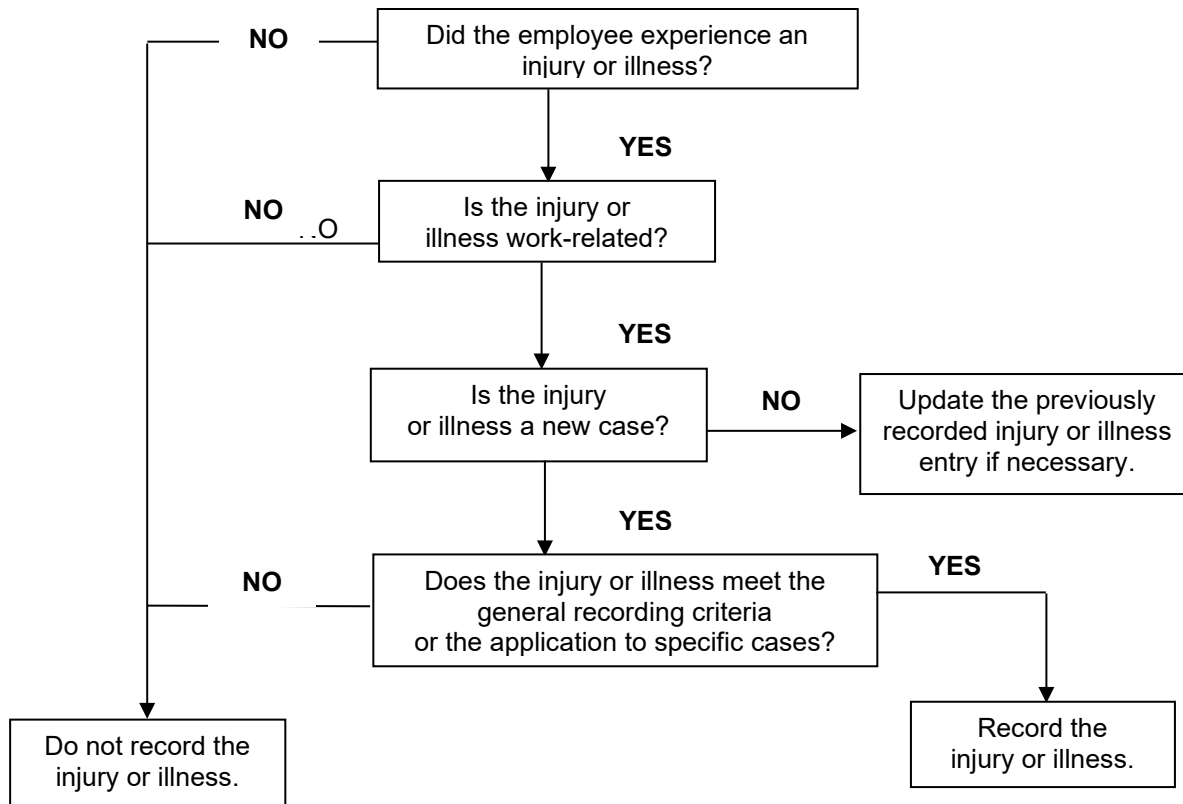 NO
Did the employee experience an
injury or illness?
YES
NO
Is the injury or
illness work-related?
YES
Is the injury
or illness a new case?
NO
Update the previously
recorded injury or illness
entry if necessary.
YES
NO
Does the injury or illness meet the
general recording criteria
or the application to specific cases?
YES
Do not record the
injury or illness.
Record the
injury or illness.